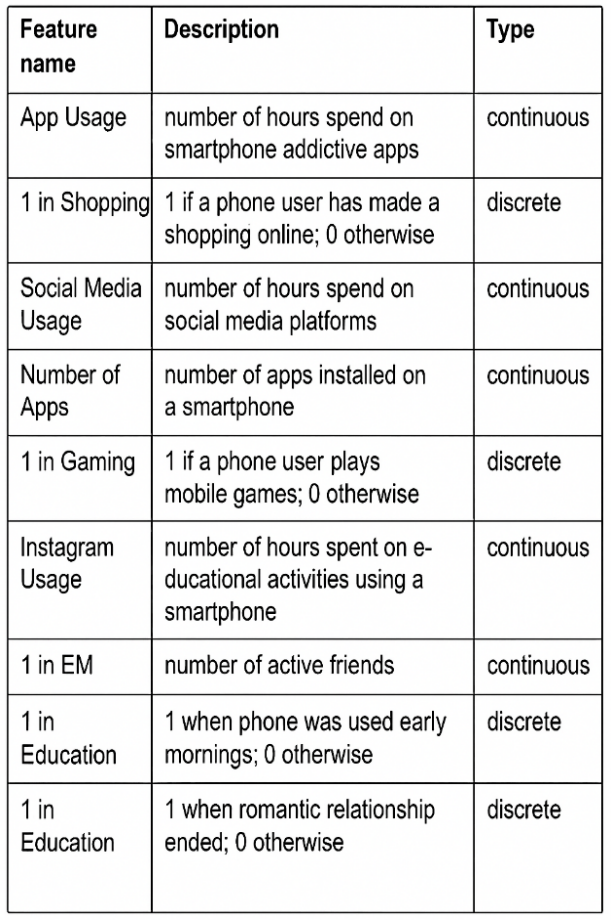 Feature name Description Type
App Usage number of hours spend on smartphone addictive apps continuous
1 in Shopping 1 if a phone user has made a shopping online; 0 otherwise discrete
Social Media Usage number of hours spend on social media platforms continuous
Number of Apps number of apps installed on a smartphone continuous
1 in Gaming 1 if a phone user plays mobile games; 0 otherwise discrete
Instagram Usage number of hours spent on e-ducational activities using a smartphone continuous
1 in EM number of active friends continuous
1 in Education 1 when phone was used early mornings; 0 otherwise discrete
1 in Education 1 when romantic relationship ended; 0 otherwise discrete